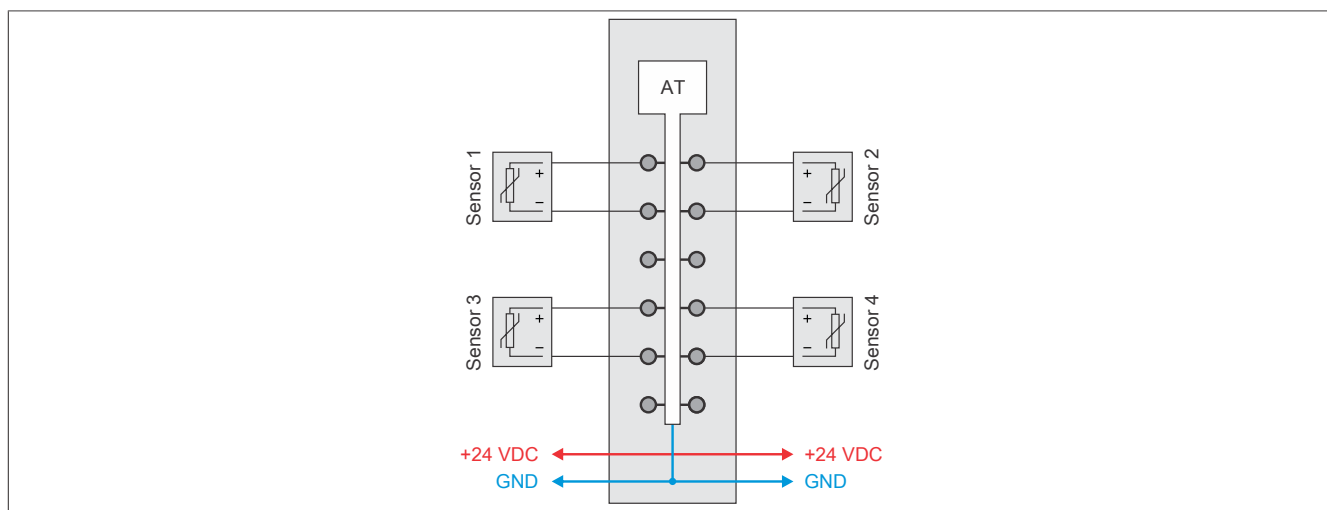 AT
Sensor 1
+
−
Sensor 2
+
−
Sensor 3
+
−
Sensor 4
+
−
+24 VDC
+24 VDC
GND
GND